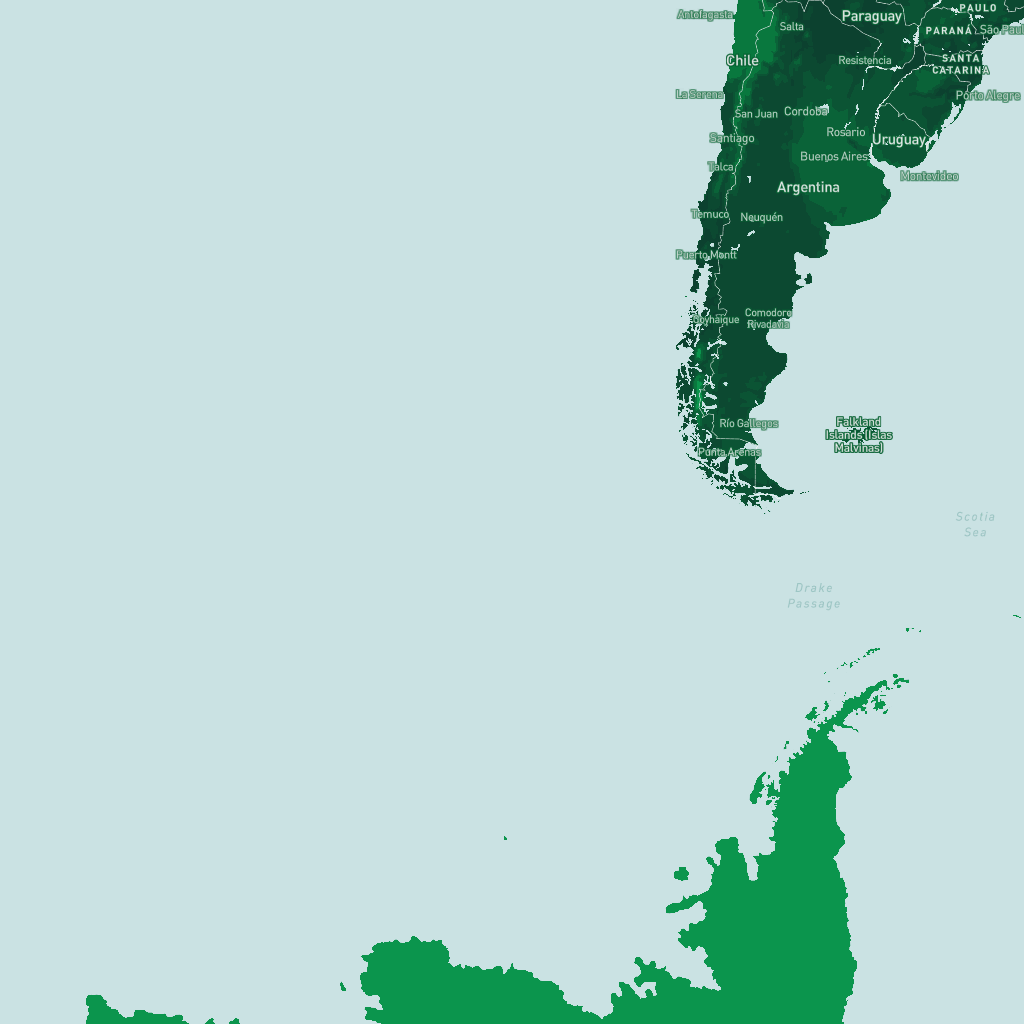 PAULO
Antofagasta
Paraguay
Salta
PARANÁ
São Paul
Chile
Resistencia
SANTA
CATARINA
La Serena
Porto Alegre
San Juan
Cordoba
Rosario
Santiago
Uruguay
Buenos Aires
Talca
Montevideo
Argentina
Temuco
Neuquén
Puerto Montt
Coyhaique
Comodoro
Rivadavia
Río Gallegos
Falkland
Islands (Islas
Malvinas)
Punta Arenas
Scotia
Sea
Drake
Passage